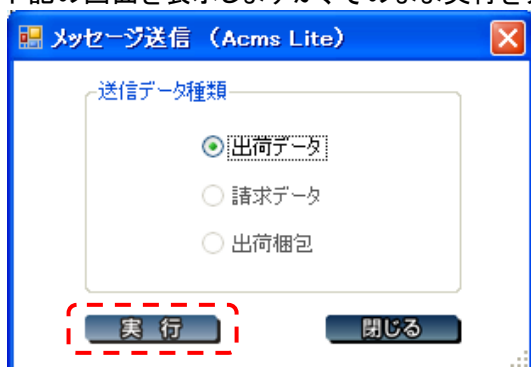 メッセージ送信 (Acms Lite)
送信データ種類
出荷データ
請求データ
出荷梱包
実 行
閉じる